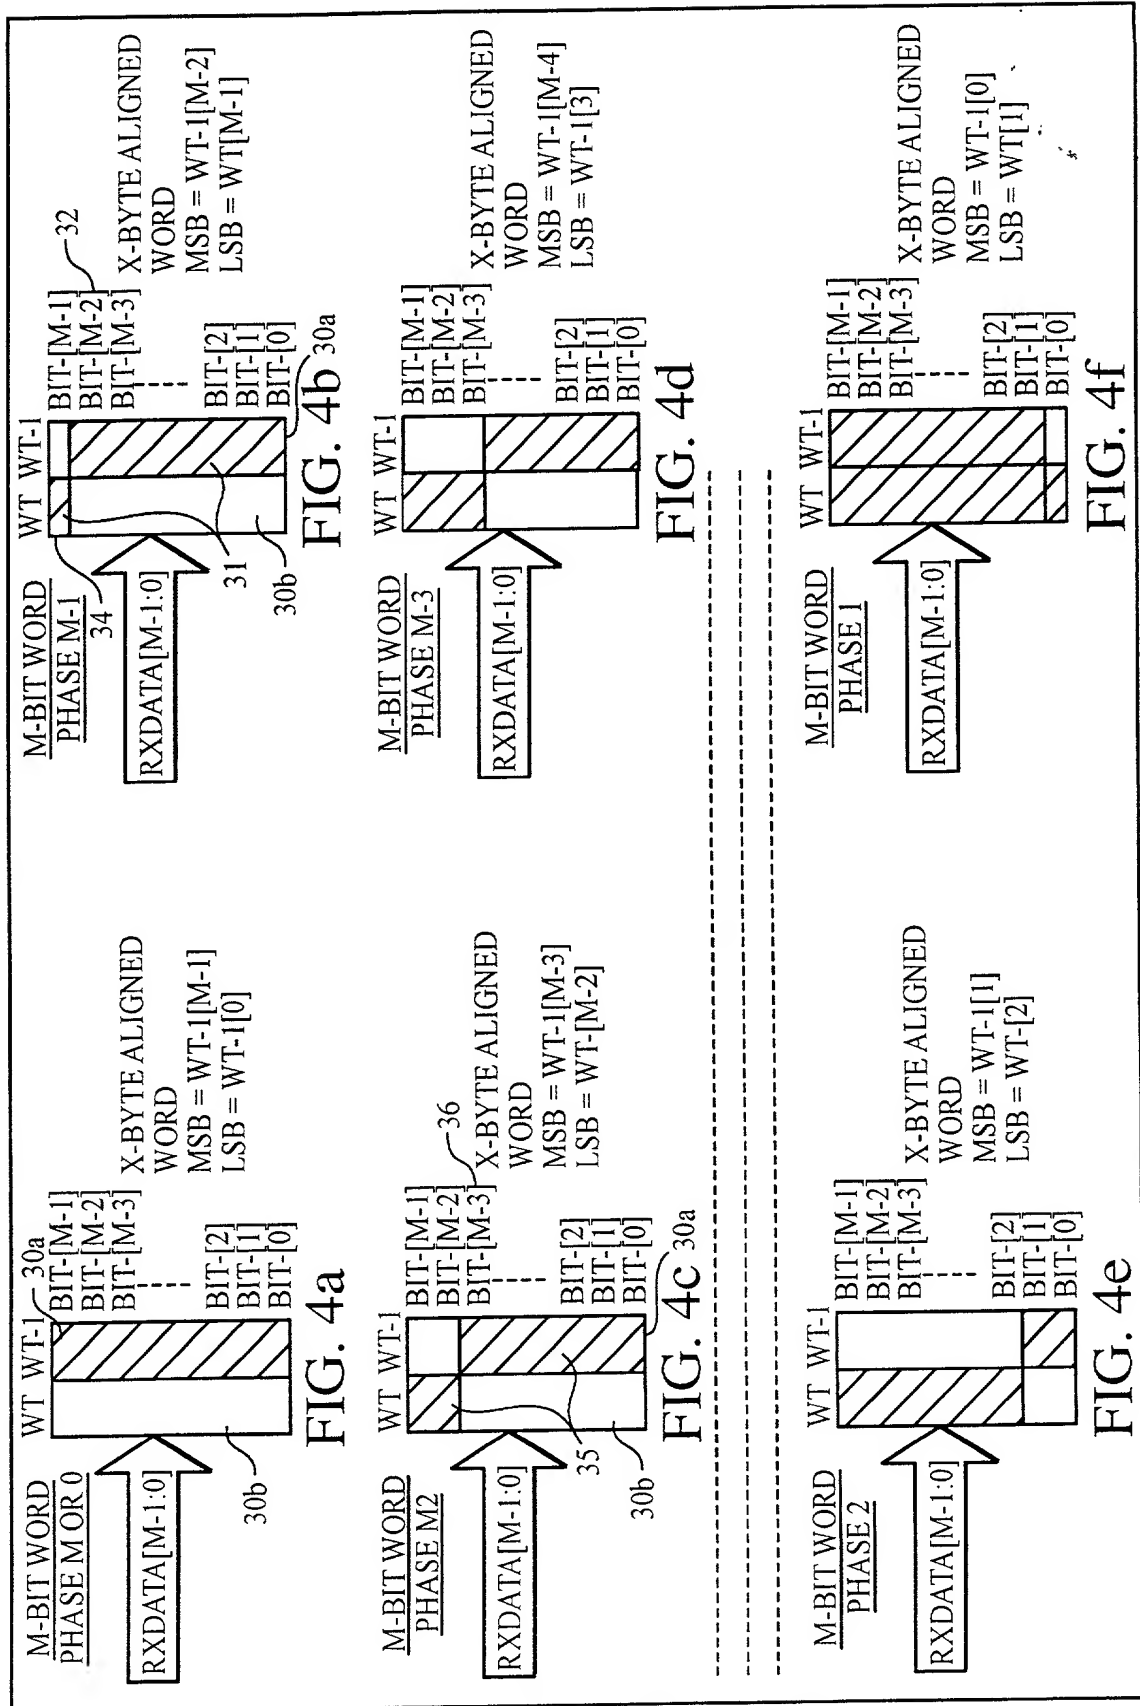 M-BIT WORD
PHASE M OR 0
WT WT-1
30a
BIT-[M-1]
BIT-[M-2]
BIT-[M-3]
RXDATA[M-1:0]
X-BYTE ALIGNED
WORD
MSB = WT-1[M-1]
LSB = WT-1[0]
BIT-[2]
BIT-[1]
BIT-[0]
30b
FIG. 4a
M-BIT WORD
PHASE M-1
34
WT WT-1
BIT-[M-1]
BIT-[M-2]
BIT-[M-3]
32
RXDATA[M-1:0]
X-BYTE ALIGNED
WORD
MSB = WT-1[M-2]
LSB = WT[M-1]
31
BIT-[2]
BIT-[1]
BIT-[0]
30b
30a
FIG. 4b
M-BIT WORD
PHASE M2
WT WT-1
BIT-[M-1]
BIT-[M-2]
BIT-[M-3]
36
RXDATA[M-1:0]
X-BYTE ALIGNED
WORD
MSB = WT-1[M-3]
LSB = WT-[M-2]
35
BIT-[2]
BIT-[1]
BIT-[0]
30b
30a
FIG. 4c
M-BIT WORD
PHASE M-3
WT WT-1
BIT-[M-1]
BIT-[M-2]
BIT-[M-3]
RXDATA[M-1:0]
X-BYTE ALIGNED
WORD
MSB = WT-1[M-4]
LSB = WT-1[3]
BIT-[2]
BIT-[1]
BIT-[0]
FIG. 4d
M-BIT WORD
PHASE 2
WT WT-1
BIT-[M-1]
BIT-[M-2]
BIT-[M-3]
RXDATA[M-1:0]
X-BYTE ALIGNED
WORD
MSB = WT-1[1]
LSB = WT-[2]
BIT-[2]
BIT-[1]
BIT-[0]
FIG. 4e
M-BIT WORD
PHASE 1
WT WT-1
BIT-[M-1]
BIT-[M-2]
BIT-[M-3]
RXDATA[M-1:0]
X-BYTE ALIGNED
WORD
MSB = WT-1[0]
LSB = WT[1]
BIT-[2]
BIT-[1]
BIT-[0]
FIG. 4f